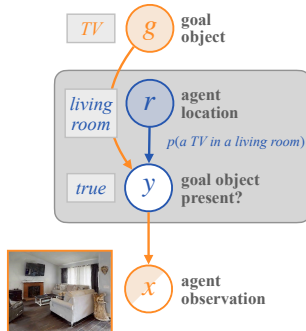 TV
g
goal
object
living
room
r
agent
location
p(a TV in a living room)
true
y
goal object
present?
x
agent
observation